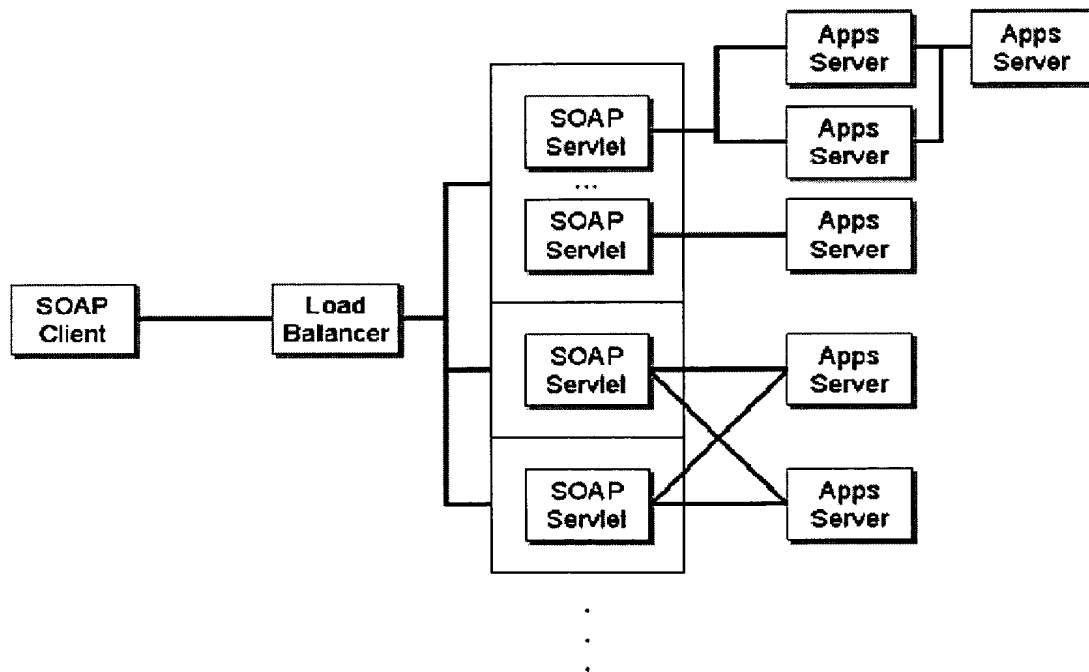 Apps
Server
Apps
Server
SOAP
Servlet
Apps
Server
...
SOAP
Servlet
Apps
Server
SOAP
Client
Load
Balancer
SOAP
Servlet
Apps
Server
SOAP
Servlet
Apps
Server
.
.
.